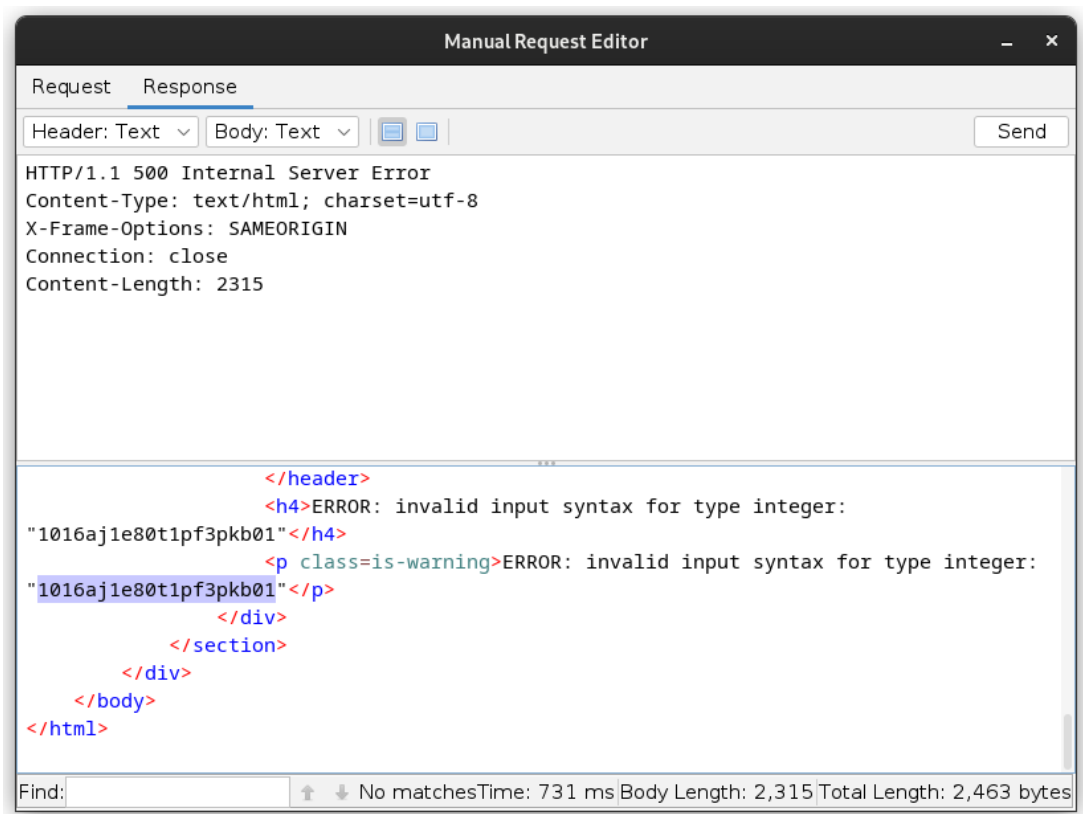 Manual Request Editor
Request Response
Header: Text Body: Text Send
HTTP/1.1 500 Internal Server Error
Content-Type: text/html; charset=utf-8
X-Frame-Options: SAMEORIGIN
Connection: close
Content-Length: 2315
</header>
<h4>ERROR: invalid input syntax for type integer:
"1016aj1e80t1pf3pkb01"</h4>
<p class=is-warning>ERROR: invalid input syntax for type integer:
"1016aj1e80t1pf3pkb01"</p>
</div>
</section>
</div>
</body>
</html>
Find: No matchesTime: 731 ms Body Length: 2,315 Total Length: 2,463 bytes